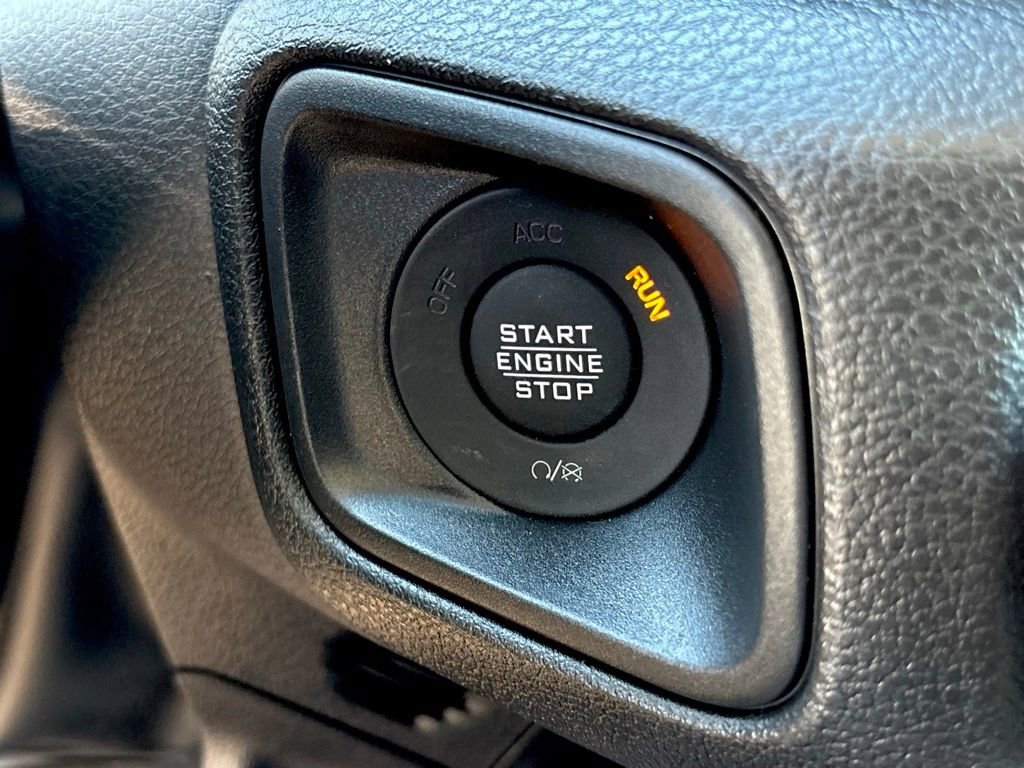 ACC
OFF
RUN
START
ENGINE
STOP